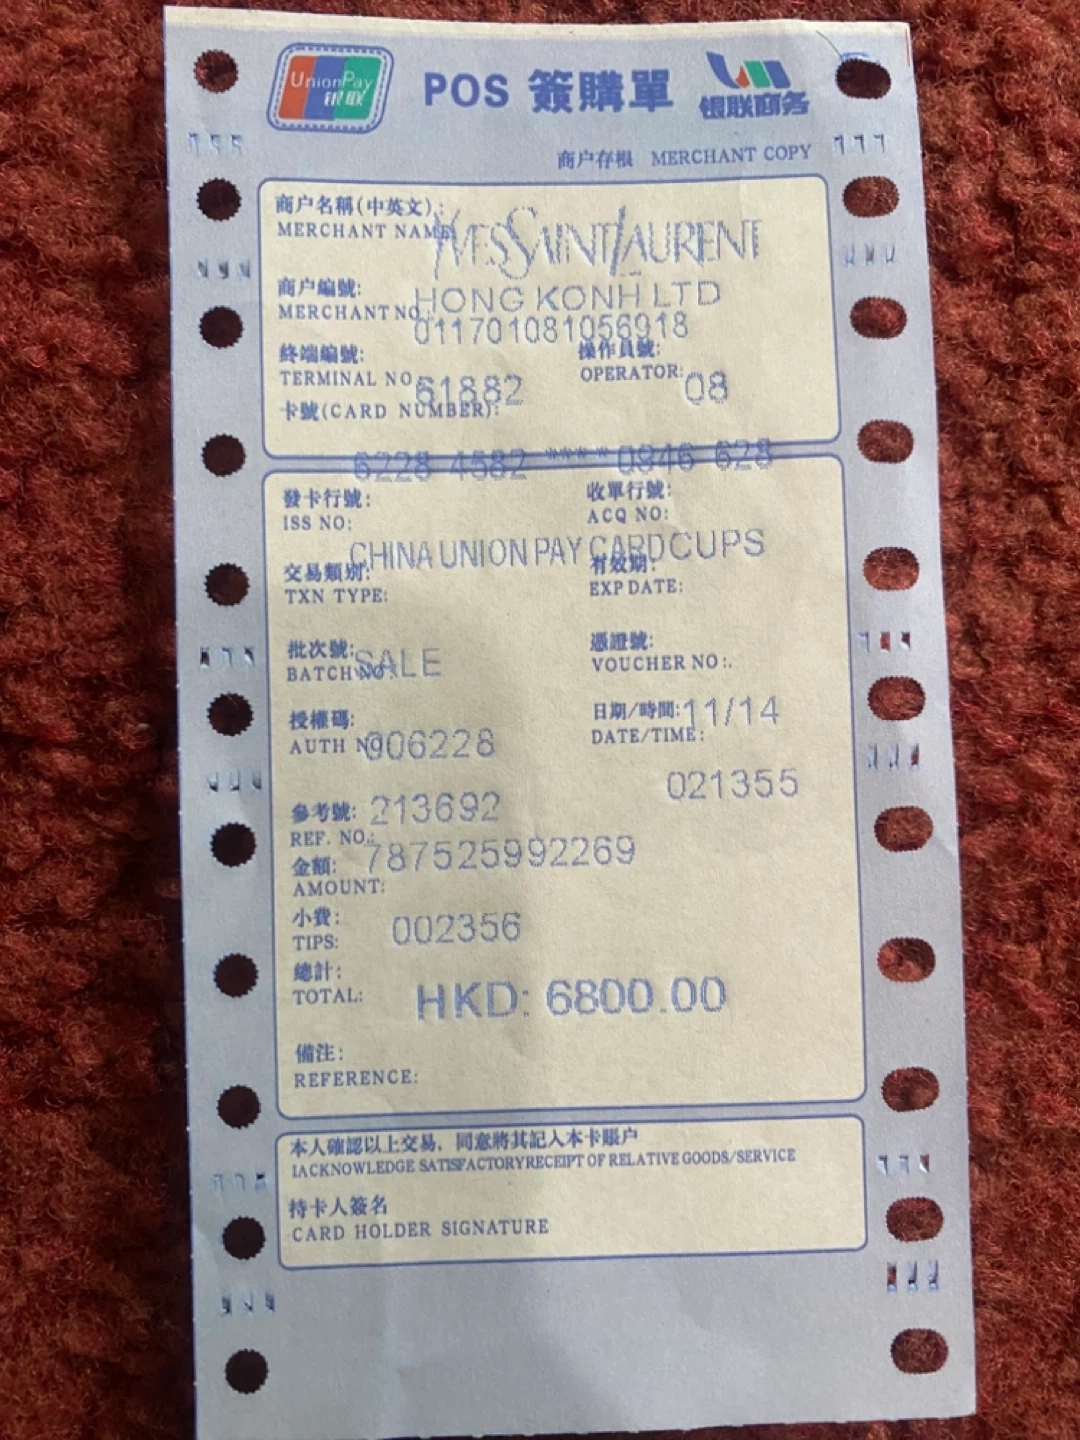 UnionPay
银联
POS 簽購單
银联商务
商户存根 MERCHANT COPY
商户名稱(中英文):
MERCHANT NAME:
YVESSAINTLAURENT
商户編號:
HONG KONH LTD
MERCHANT NO.:
011701081056918
終端編號:
操作員號:
TERMINAL NO.
61882
OPERATOR:
08
卡號(CARD NUMBER):
6228 4582 **** 0846 628
發卡行號:
收單行號:
ISS NO:
ACQ NO:
CHINA UNION PAY CARD CUPS
交易類別:
有效期:
TXN TYPE:
EXP DATE:
批次號:
憑證號:
BATCH NO:
SALE
VOUCHER NO:.
授權碼:
日期/時間:
11/14
AUTH NO
006228
DATE/TIME:
021355
參考號:
213692
REF. NO.:
787525992269
金額:
AMOUNT:
小費:
TIPS:
002356
總計:
TOTAL:
HKD: 6800.00
備注:
REFERENCE:
本人確認以上交易, 同意將其記入本卡賬户
IACKNOWLEDGE SATISFACTORYRECEIPT OF RELATIVE GOODS/SERVICE
持卡人簽名
CARD HOLDER SIGNATURE